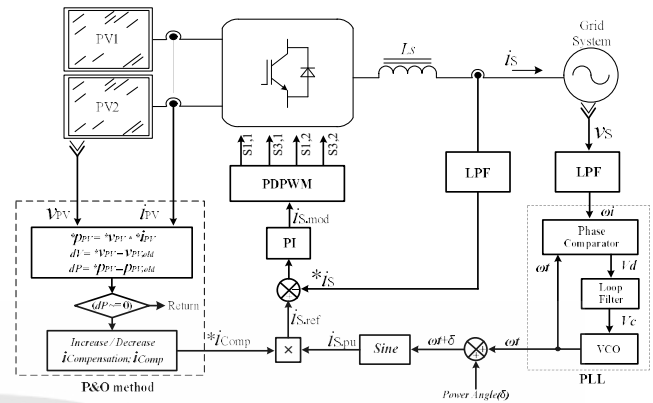 PV1
PV2
Ls
iS
Grid
System
vS
S1,1
S3,1
S1,2
S3,2
LPF
LPF
PDPWM
vPV
iPV
iS.mod
ωi
*pPV = *vPV · *iPV
dV = *vPV – vPV,old
dP = *pPV – pPV,old
PI
Phase
Comparator
*iS
ωt
Vd
Loop
Filter
(dP ~= 0)
Return
iS.ref
Vc
Increase / Decrease
iCompensation; iComp
*iComp
×
iS.pu
Sine
ωt+δ
ωt
VCO
P&O method
Power Angle(δ)
PLL